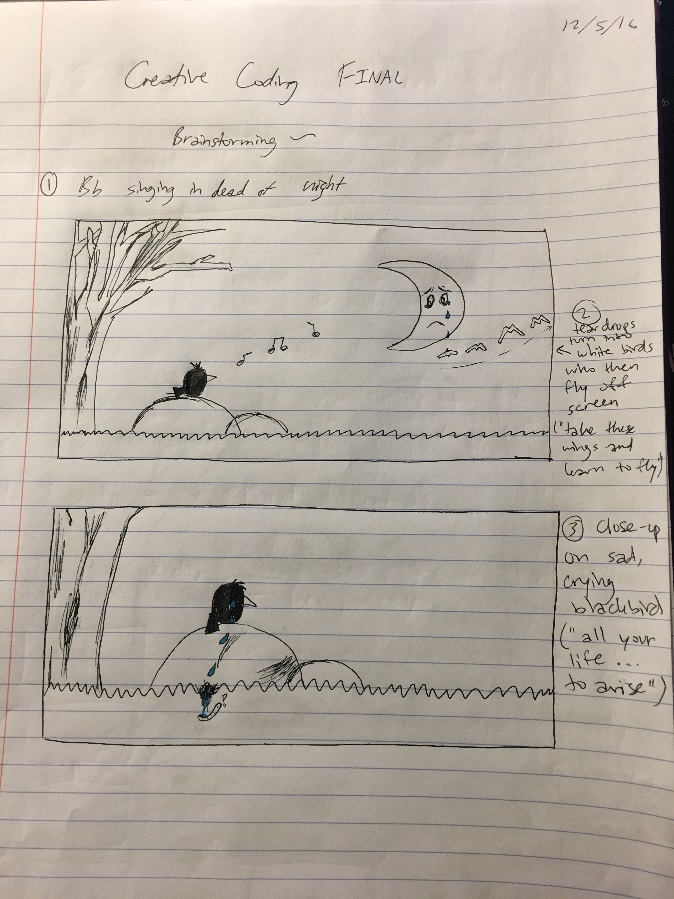 12/5/16
Creative Coding FINAL
Brainstorming ~
① Bb singing in dead of night
②
teardrops
turn into
← white birds
who then
fly off
screen
("take these
wings and
learn to fly")
③ Close-up
on sad,
crying
blackbird
("all your
life ...
to arise")